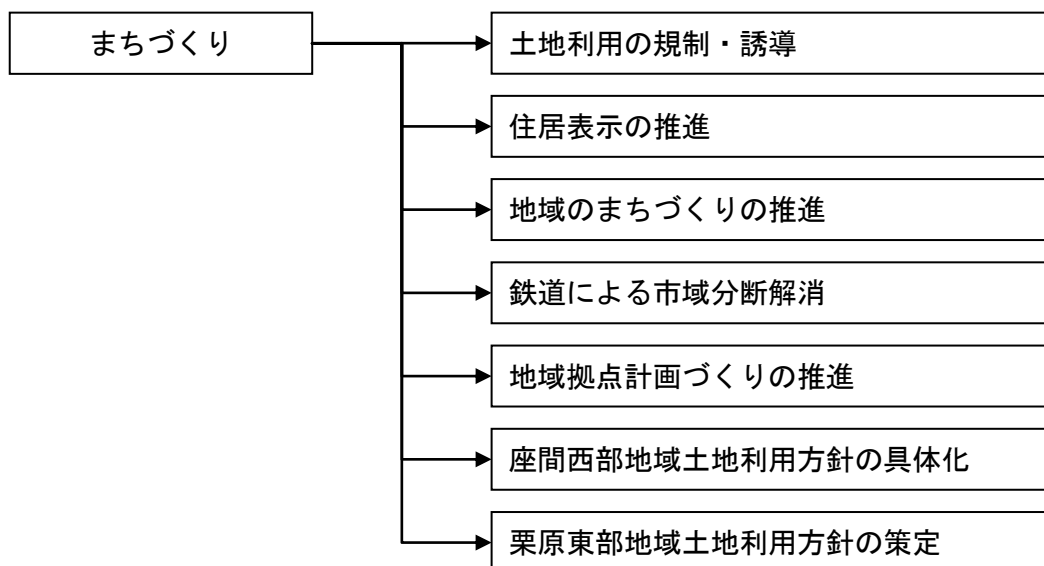 まちづくり
土地利用の規制・誘導
住居表示の推進
地域のまちづくりの推進
鉄道による市域分断解消
地域拠点計画づくりの推進
座間西部地域土地利用方針の具体化
栗原東部地域土地利用方針の策定